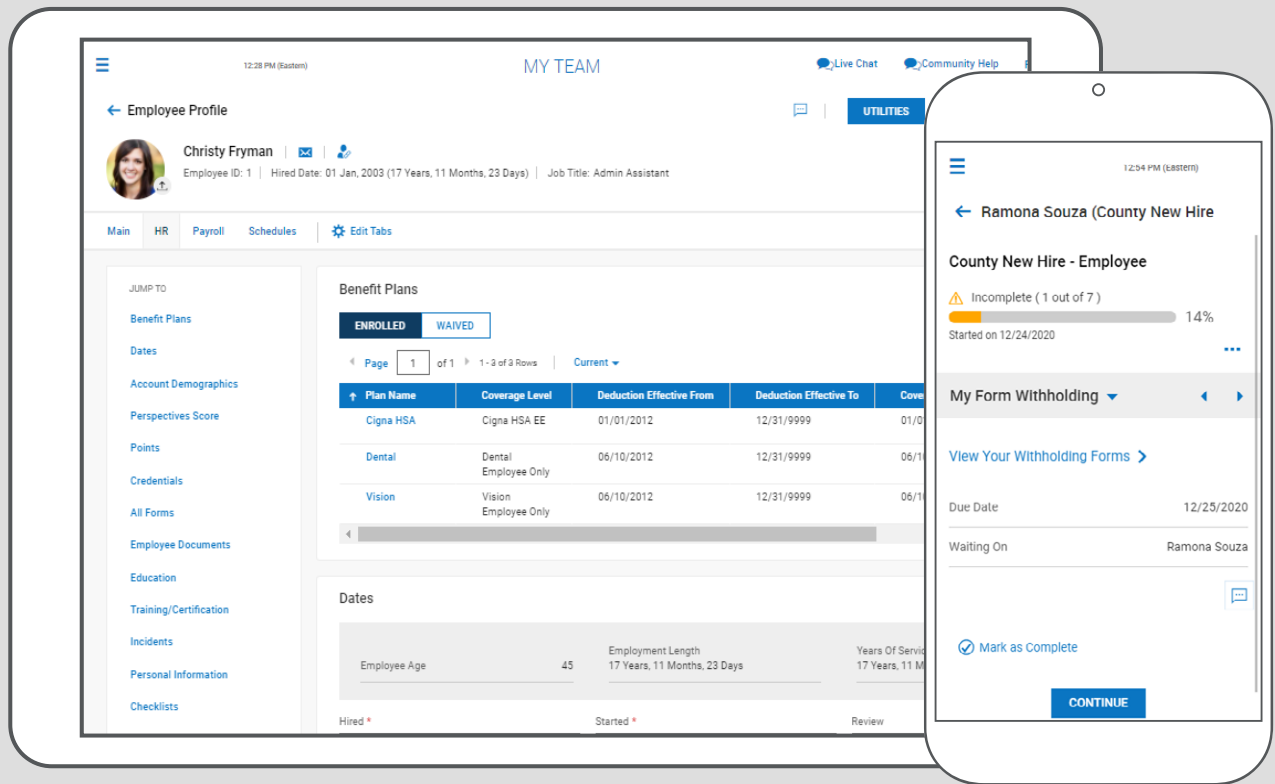 12:28 PM (Eastern)
MY TEAM
Live Chat
Community Help
Employee Profile
UTILITIES
Christy Fryman
Employee ID: 1 | Hired Date: 01 Jan, 2003 (17 Years, 11 Months, 23 Days) | Job Title: Admin Assistant
Main HR Payroll Schedules Edit Tabs
JUMP TO
Benefit Plans
Dates
Account Demographics
Perspectives Score
Points
Credentials
All Forms
Employee Documents
Education
Training/Certification
Incidents
Personal Information
Checklists
Benefit Plans
ENROLLED WAIVED
Page 1 of 1 1 - 3 of 3 Rows Current
Plan Name Coverage Level Deduction Effective From Deduction Effective To Cove
Cigna HSA Cigna HSA EE 01/01/2012 12/31/9999 01/0
Dental Dental 06/10/2012 12/31/9999 06/1
Employee Only
Vision Vision 06/10/2012 12/31/9999 06/1
Employee Only
Dates
Employee Age 45
Employment Length
17 Years, 11 Months, 23 Days
Years Of Servic
17 Years, 11 M
Hired * Started * Review
12:54 PM (Eastern)
Ramona Souza (County New Hire
County New Hire - Employee
Incomplete ( 1 out of 7 )
14%
Started on 12/24/2020
My Form Withholding
View Your Withholding Forms
Due Date 12/25/2020
Waiting On Ramona Souza
Mark as Complete
CONTINUE